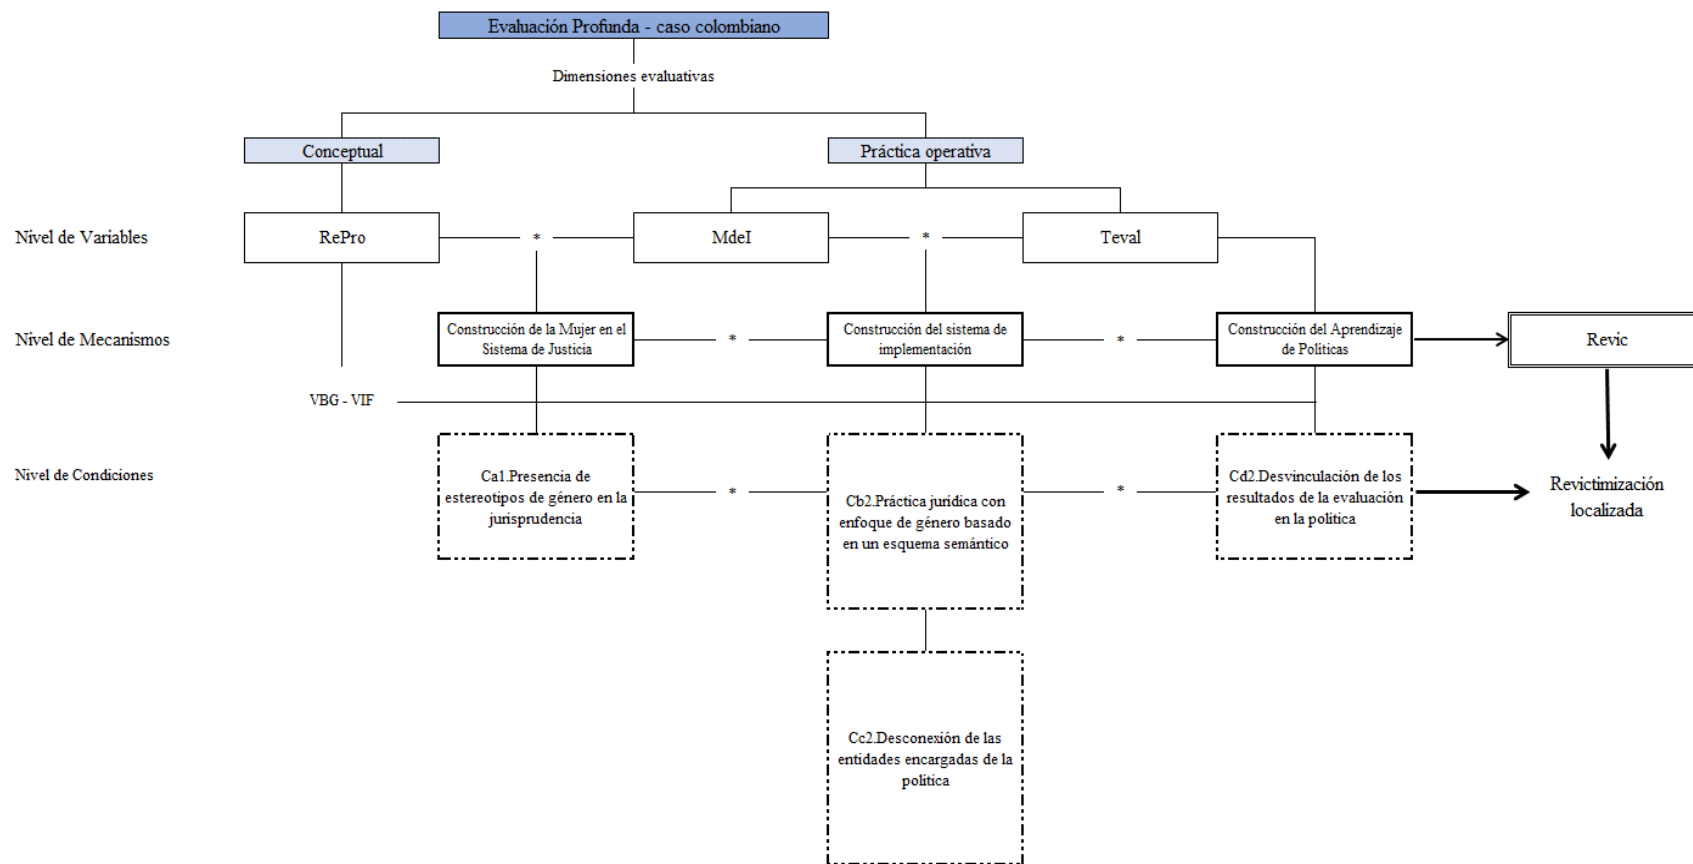 Evaluación Profunda - caso colombiano
Dimensiones evaluativas
Conceptual
Práctica operativa
Nivel de Variables
RePro
*
MdeI
*
Teval
Nivel de Mecanismos
Construcción de la Mujer en el
Sistema de Justicia
*
Construcción del sistema de
implementación
*
Construcción del Aprendizaje
de Políticas
Revic
VBG - VIF
Nivel de Condiciones
Ca1.Presencia de
estereotipos de género en la
jurisprudencia
*
Cb2.Práctica jurídica con
enfoque de género basado
en un esquema semántico
*
Cd2.Desvinculación de los
resultados de la evaluación
en la política
Revictimización
localizada
Cc2.Desconexión de las
entidades encargadas de la
política